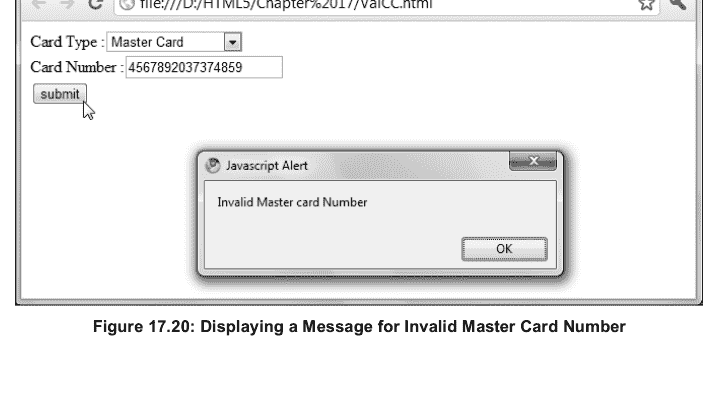 file:///D:/HTML5/Chapter%2017/ValCC.html
Card Type : Master Card
Card Number : 4567892037374859
submit
Javascript Alert
Invalid Master card Number
OK
Figure 17.20: Displaying a Message for Invalid Master Card Number